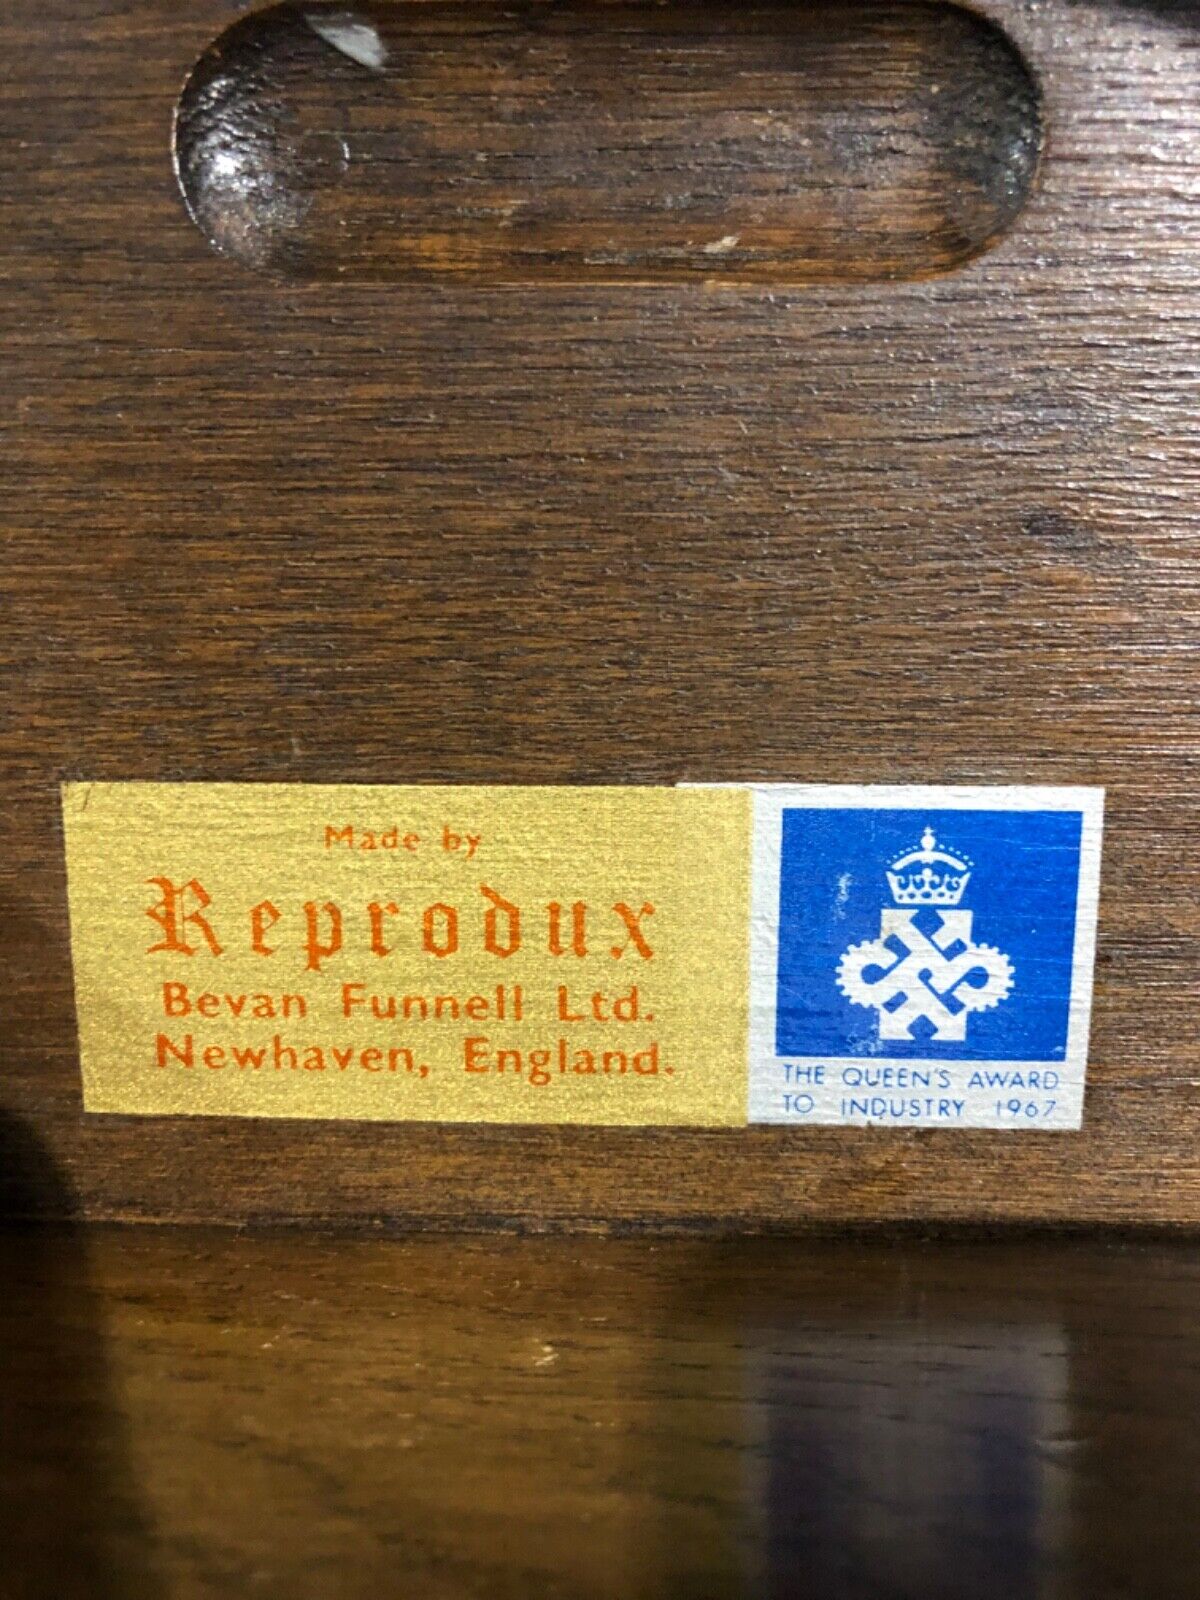 Made by
Reprodux
Bevan Funnell Ltd.
Newhaven, England.
THE QUEEN'S AWARD
TO INDUSTRY 1967